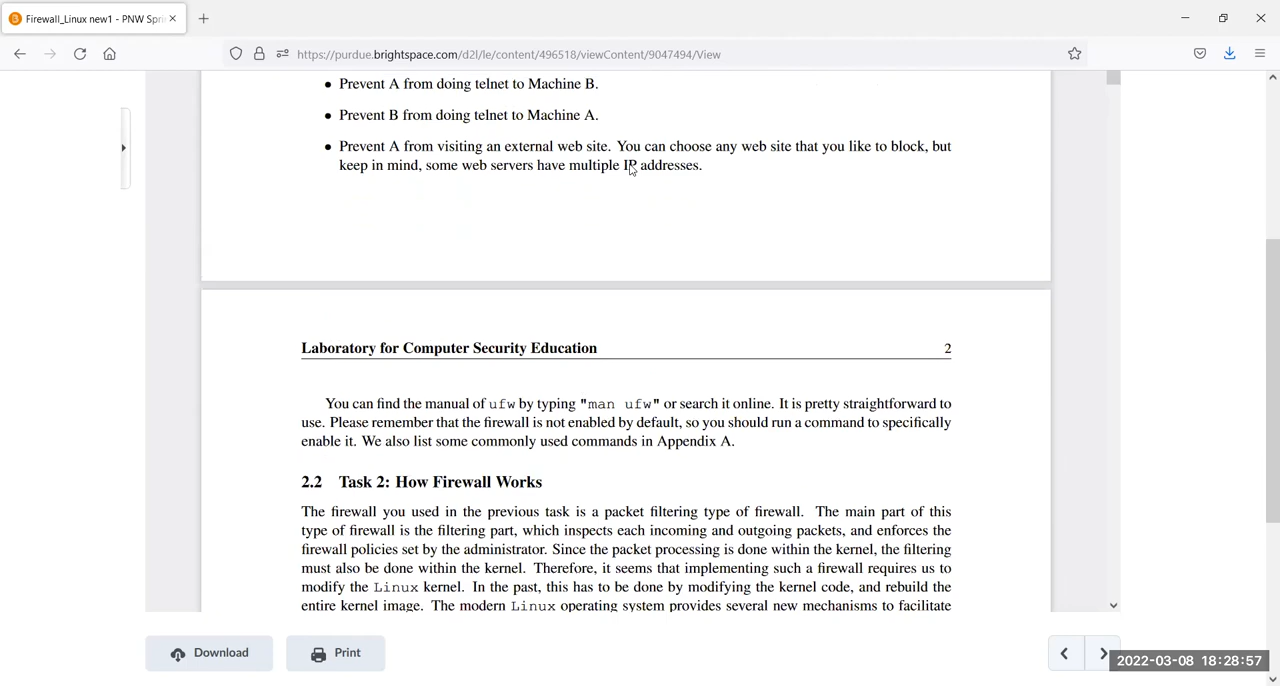 Firewall_Linux new1 - PNW Spri
https://purdue.brightspace.com/d2l/le/content/496518/viewContent/9047494/View
• Prevent A from doing telnet to Machine B.
• Prevent B from doing telnet to Machine A.
• Prevent A from visiting an external web site. You can choose any web site that you like to block, but
keep in mind, some web servers have multiple IP addresses.
Laboratory for Computer Security Education 2
You can find the manual of ufw by typing "man ufw" or search it online. It is pretty straightforward to
use. Please remember that the firewall is not enabled by default, so you should run a command to specifically
enable it. We also list some commonly used commands in Appendix A.
2.2 Task 2: How Firewall Works
The firewall you used in the previous task is a packet filtering type of firewall. The main part of this
type of firewall is the filtering part, which inspects each incoming and outgoing packets, and enforces the
firewall policies set by the administrator. Since the packet processing is done within the kernel, the filtering
must also be done within the kernel. Therefore, it seems that implementing such a firewall requires us to
modify the Linux kernel. In the past, this has to be done by modifying the kernel code, and rebuild the
entire kernel image. The modern Linux operating system provides several new mechanisms to facilitate
Download
Print
2022-03-08 18:28:57